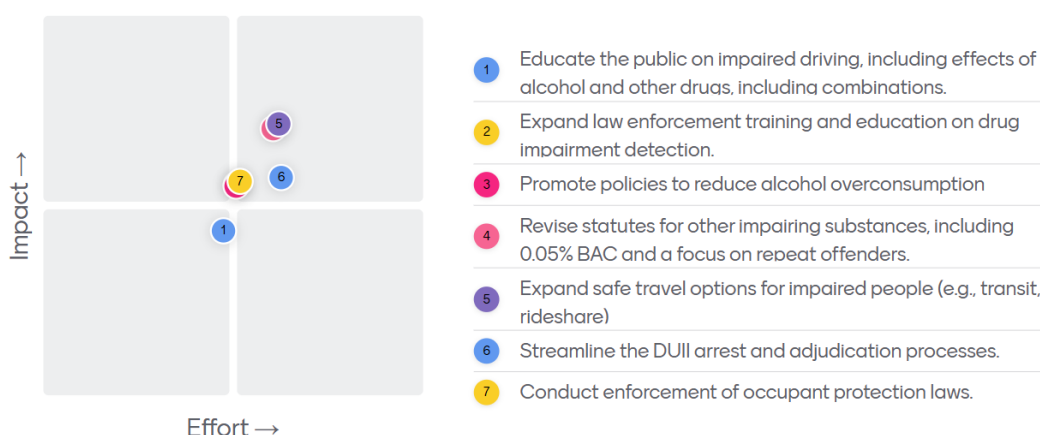 1 Educate the public on impaired driving, including effects of
alcohol and other drugs, including combinations.
2 Expand law enforcement training and education on drug
impairment detection.
3 Promote policies to reduce alcohol overconsumption
4 Revise statutes for other impairing substances, including
0.05% BAC and a focus on repeat offenders.
5 Expand safe travel options for impaired people (e.g., transit,
rideshare)
6 Streamline the DUII arrest and adjudication processes.
7 Conduct enforcement of occupant protection laws.
Impact →
Effort →
5
7
6
1